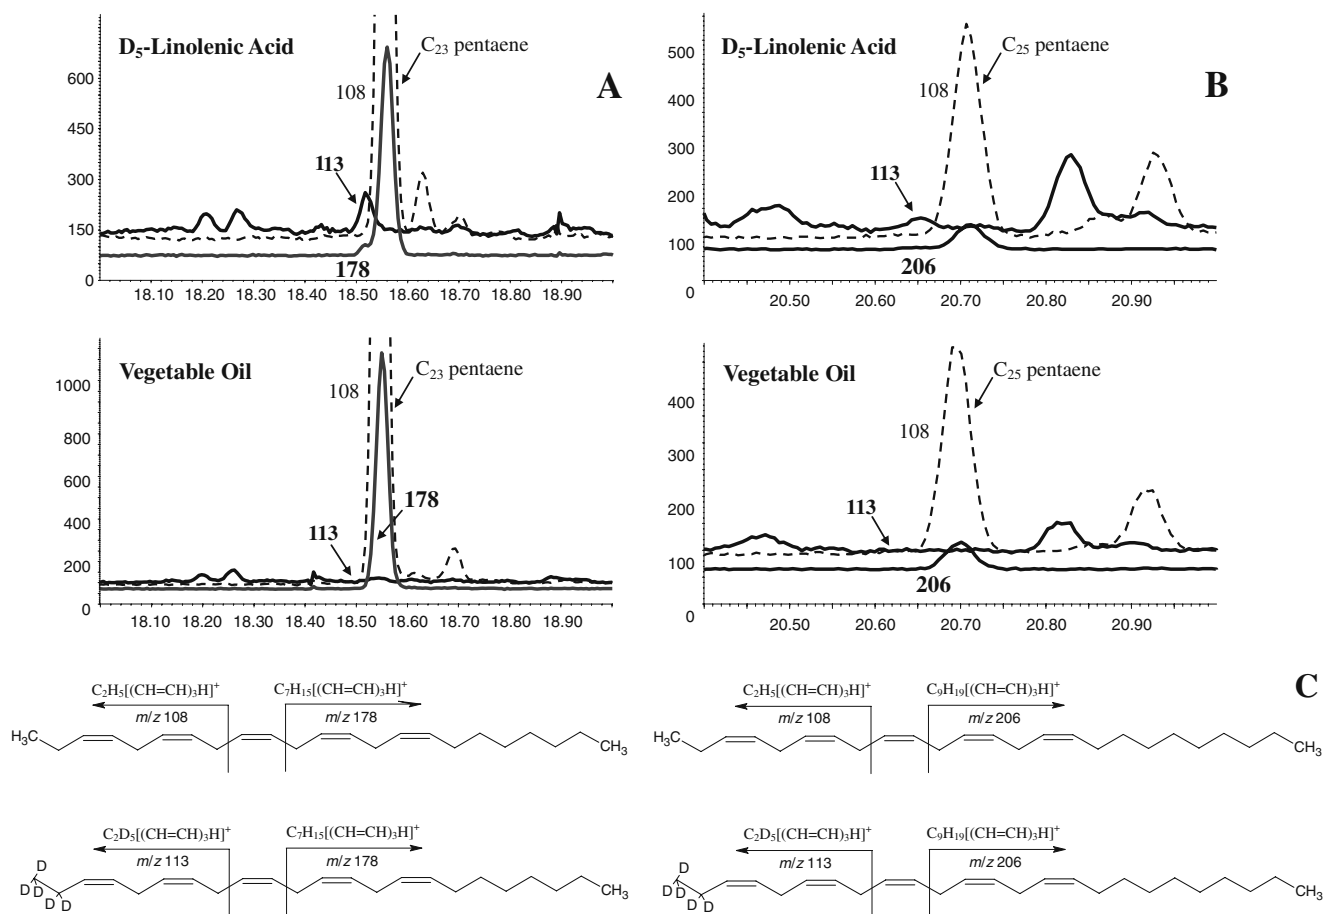 D5-Linolenic Acid
C23 pentaene
A
108
113
178
600
450
300
150
0
18.10 18.20 18.30 18.40 18.50 18.60 18.70 18.80 18.90
D5-Linolenic Acid
C25 pentaene
B
108
113
206
500
400
300
200
100
0
20.50 20.60 20.70 20.80 20.90
Vegetable Oil
C23 pentaene
108
178
113
1000
800
600
400
200
0
18.10 18.20 18.30 18.40 18.50 18.60 18.70 18.80 18.90
Vegetable Oil
C25 pentaene
108
113
206
400
300
200
100
0
20.50 20.60 20.70 20.80 20.90
C
C2H5[(CH=CH)3H]+ C7H15[(CH=CH)3H]+
m/z 108 m/z 178
H3C CH3
C2H5[(CH=CH)3H]+ C9H19[(CH=CH)3H]+
m/z 108 m/z 206
H3C CH3
C2D5[(CH=CH)3H]+ C7H15[(CH=CH)3H]+
m/z 113 m/z 178
D
D
D
D D
CH3
C2D5[(CH=CH)3H]+ C9H19[(CH=CH)3H]+
m/z 113 m/z 206
D
D
D
D D
CH3